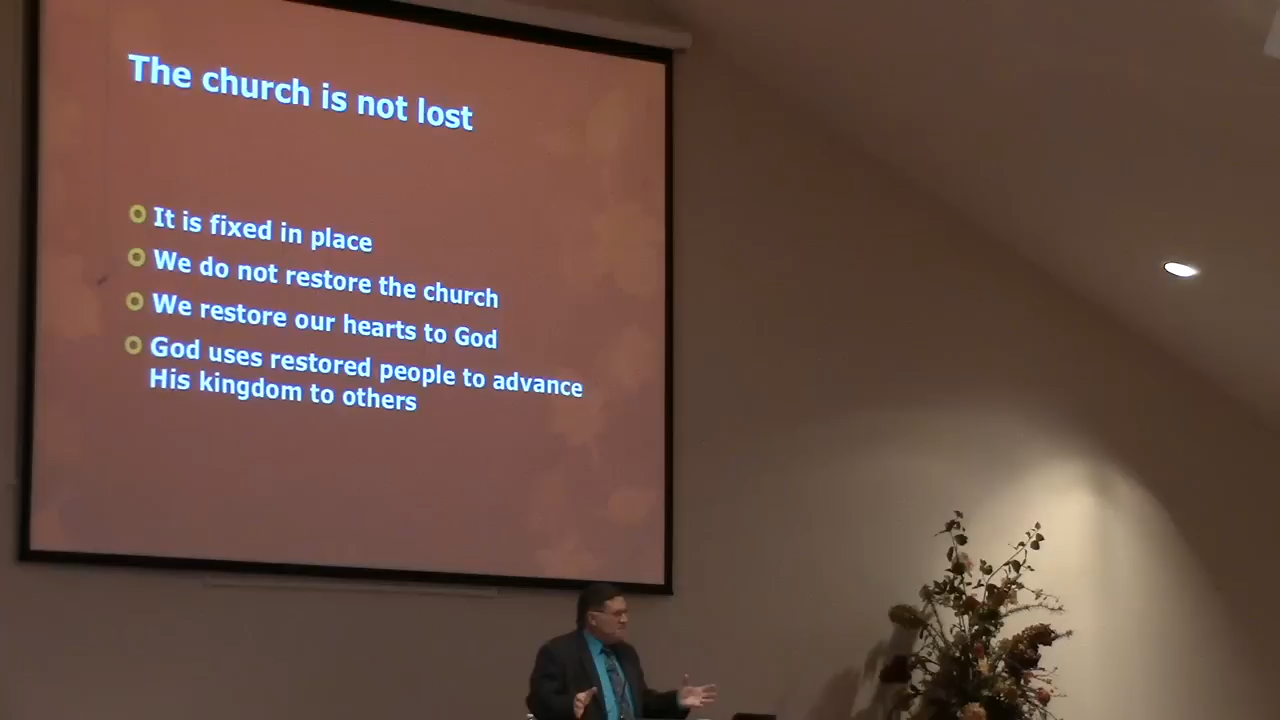 The church is not lost
It is fixed in place
We do not restore the church
We restore our hearts to God
God uses restored people to advance
His kingdom to others